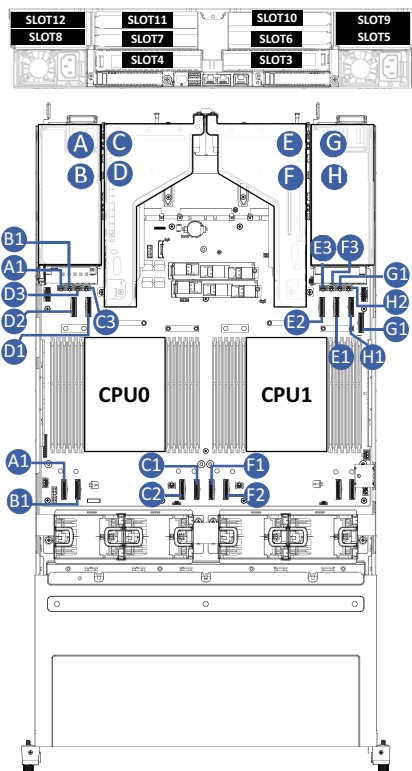 SLOT12 SLOT11 SLOT10 SLOT9
SLOT8 SLOT7 SLOT6 SLOT5
SLOT4 SLOT3
A C E G
B D F H
B1 E3 F3
A1 G1
D3 H2
D2 C3 E2 G1
D1 E1 H1
CPU0 CPU1
A1 C1 F1
B1 C2 F2